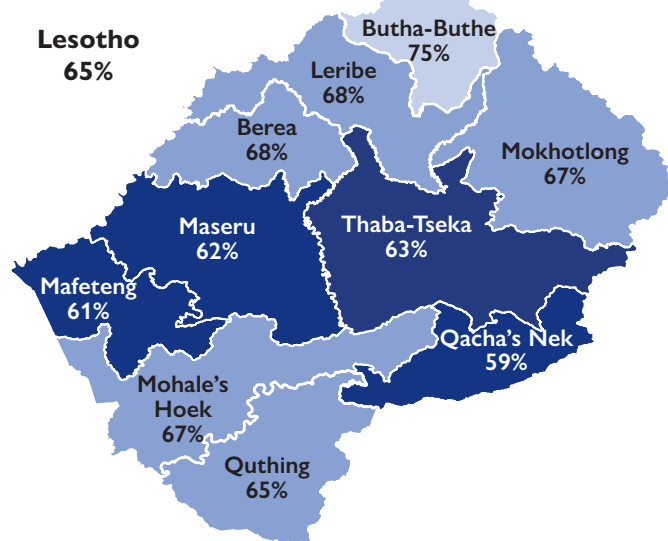 Lesotho
65%
Butha-Buthe
75%
Leribe
68%
Berea
68%
Mokhotlong
67%
Maseru
62%
Thaba-Tseka
63%
Mafeteng
61%
Qacha’s Nek
59%
Mohale’s
Hoek
67%
Quthing
65%